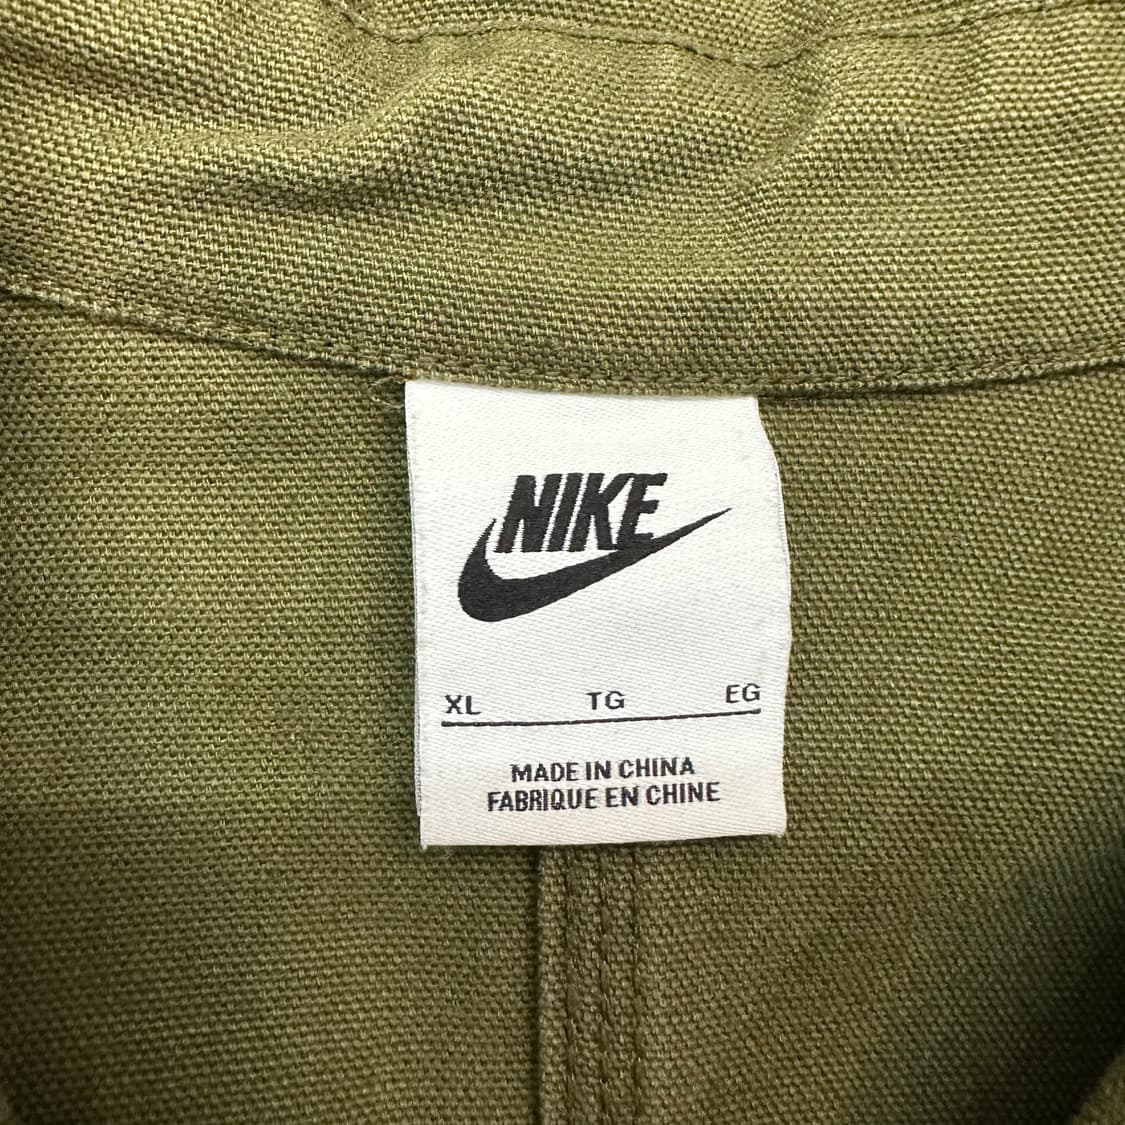 NIKE
XL TG EG
MADE IN CHINA
FABRIQUE EN CHINE